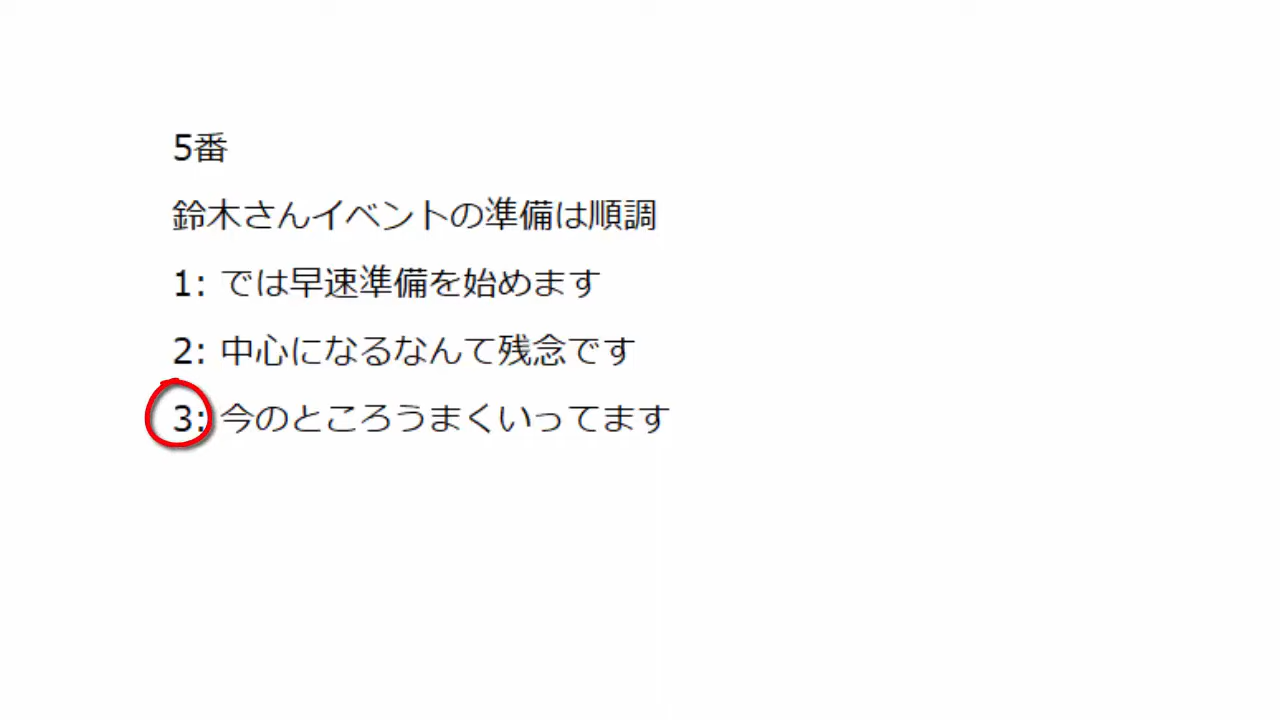 5番
鈴木さんイベントの準備は順調
1: では早速準備を始めます
2: 中心になるなんて残念です
3: 今のところうまくいってます